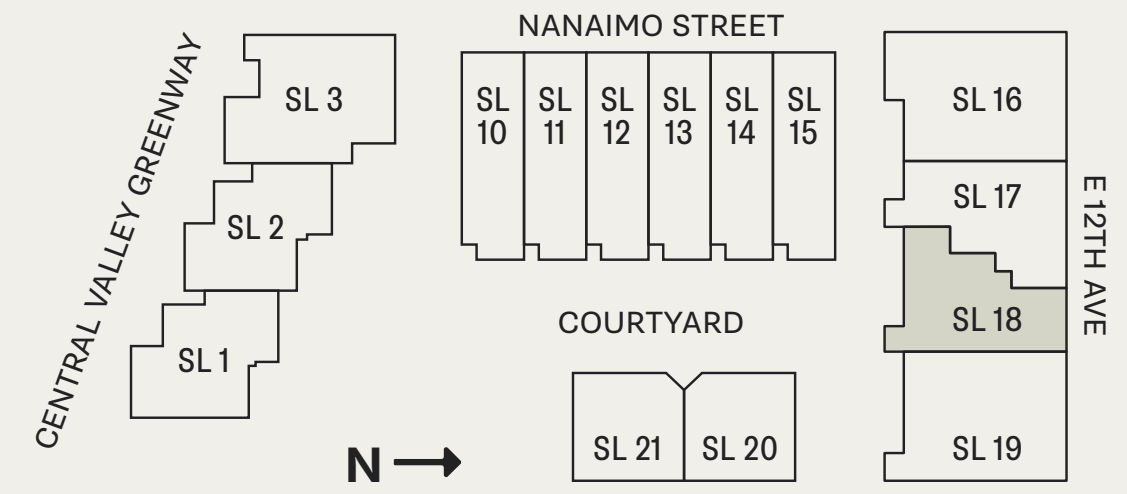 NANAIMO STREET
CENTRAL VALLEY GREENWAY
SL 3
SL 2
SL 1
SL
10
SL
11
SL
12
SL
13
SL
14
SL
15
SL 16
SL 17
SL 18
SL 19
E 12TH AVE
COURTYARD
SL 21
SL 20
N